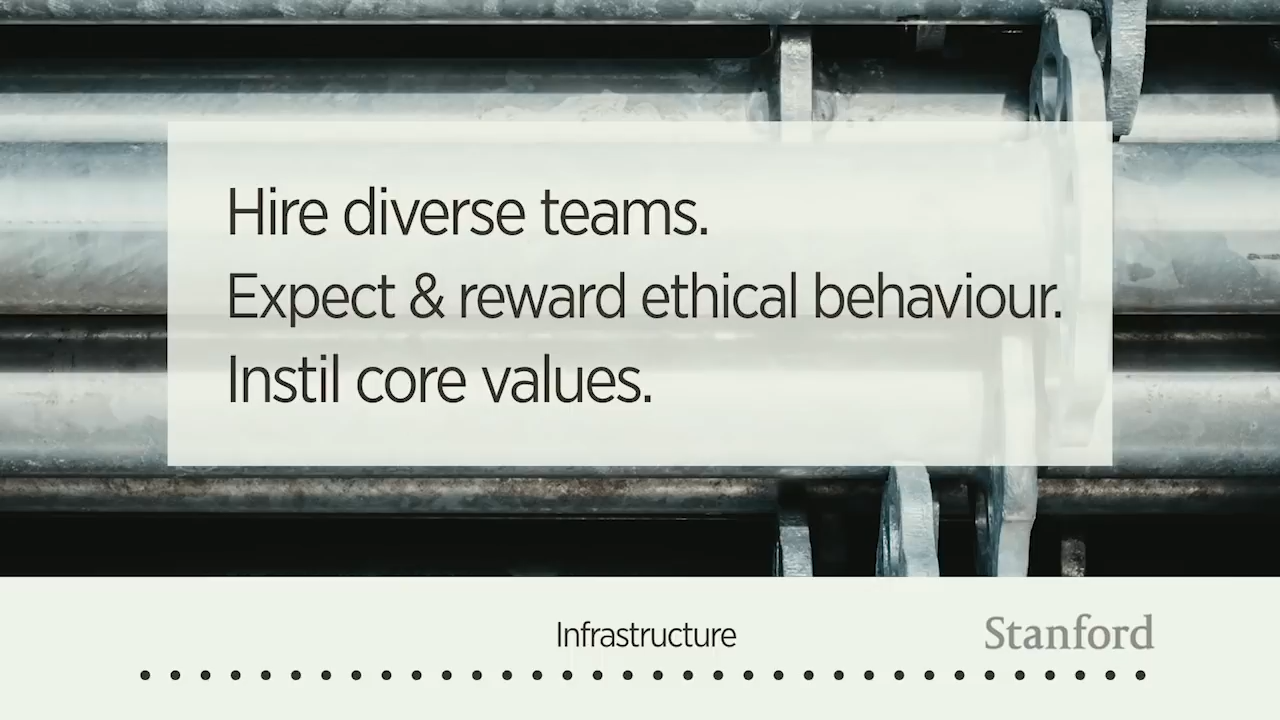 Hire diverse teams.
Expect & reward ethical behaviour.
Instil core values.
Infrastructure
Stanford